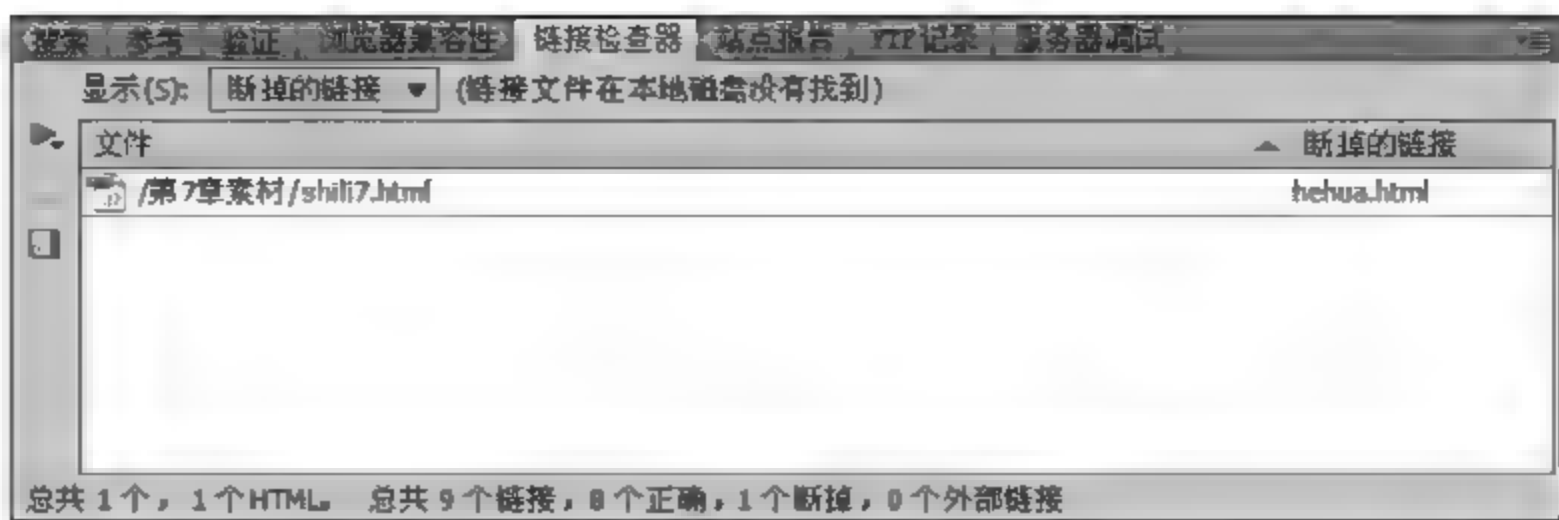 搜索 参考 验证 浏览器兼容性 链接检查器 站点报告 FTP记录 服务器调试
显示(S): 断掉的链接 (链接文件在本地磁盘没有找到)
文件 断掉的链接
/第7章素材/shili7.html hehua.html
总共1个，1个HTML。 总共9个链接，8个正确，1个断掉，0个外部链接